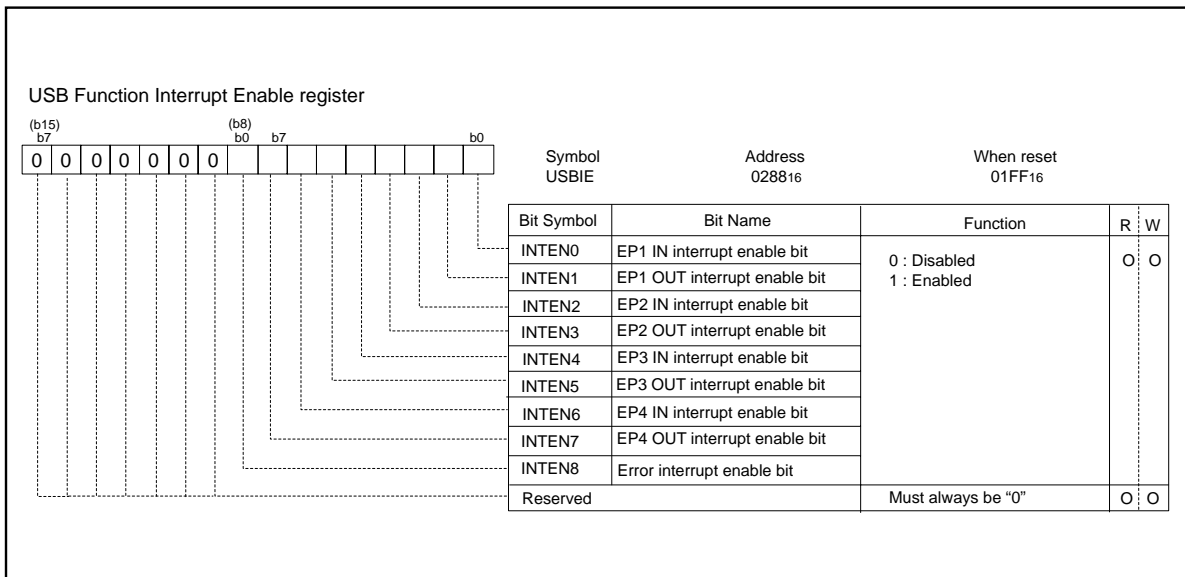 USB Function Interrupt Enable register
(b15) (b8)
b7 b0 b7 b0
0 0 0 0 0 0 0
Symbol Address When reset
USBIE 028816 01FF16
Bit Symbol Bit Name Function R W
INTEN0 EP1 IN interrupt enable bit 0 : Disabled O O
INTEN1 EP1 OUT interrupt enable bit 1 : Enabled
INTEN2 EP2 IN interrupt enable bit
INTEN3 EP2 OUT interrupt enable bit
INTEN4 EP3 IN interrupt enable bit
INTEN5 EP3 OUT interrupt enable bit
INTEN6 EP4 IN interrupt enable bit
INTEN7 EP4 OUT interrupt enable bit
INTEN8 Error interrupt enable bit
Reserved Must always be “0” O O